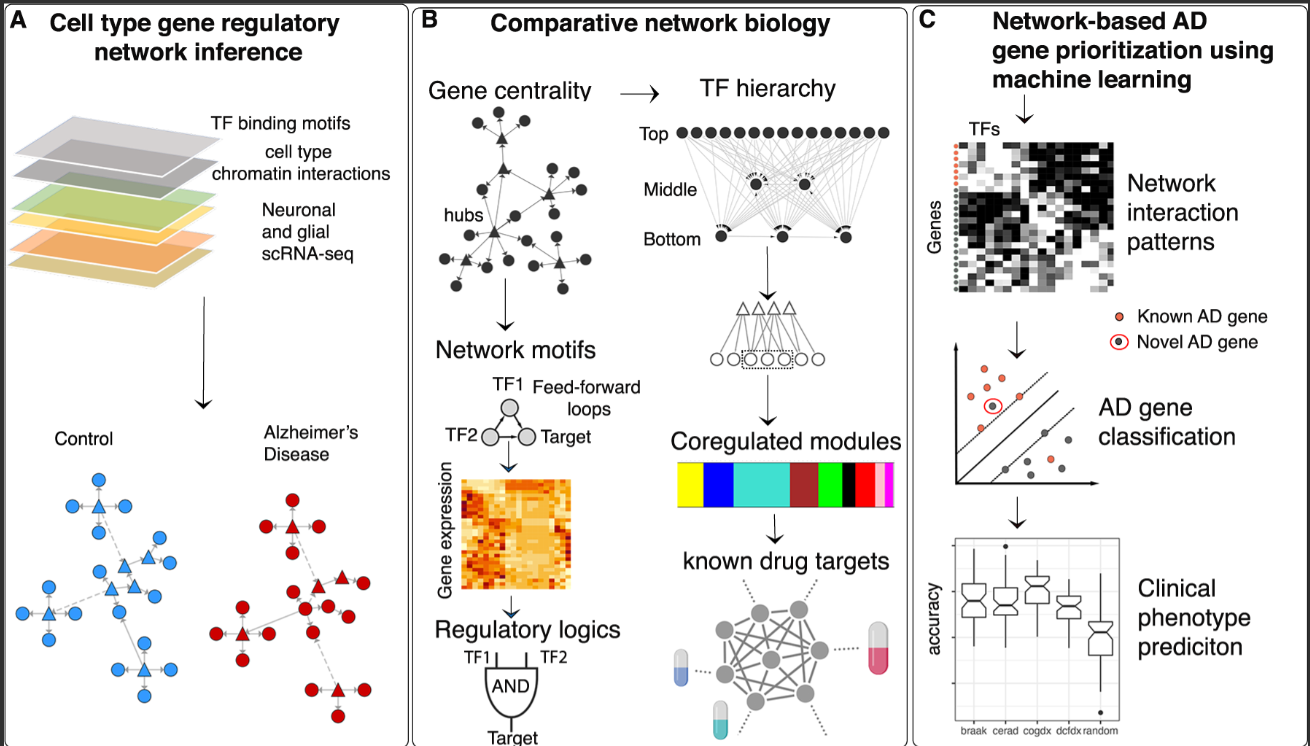 A
Cell type gene regulatory
network inference
TF binding motifs
cell type
chromatin interactions
Neuronal
and glial
scRNA-seq
Control
Alzheimer's
Disease
B
Comparative network biology
Gene centrality
hubs
Network motifs
TF1
Feed-forward
loops
TF2
Target
Gene expression
Regulatory logics
TF1
TF2
AND
Target
TF hierarchy
Top
Middle
Bottom
Coregulated modules
known drug targets
C
Network-based AD
gene prioritization using
machine learning
TFs
Genes
Network
interaction
patterns
Known AD gene
Novel AD gene
AD gene
classification
accuracy
Clinical
phenotype
prediciton
braak cerad cogdx dcfdx random